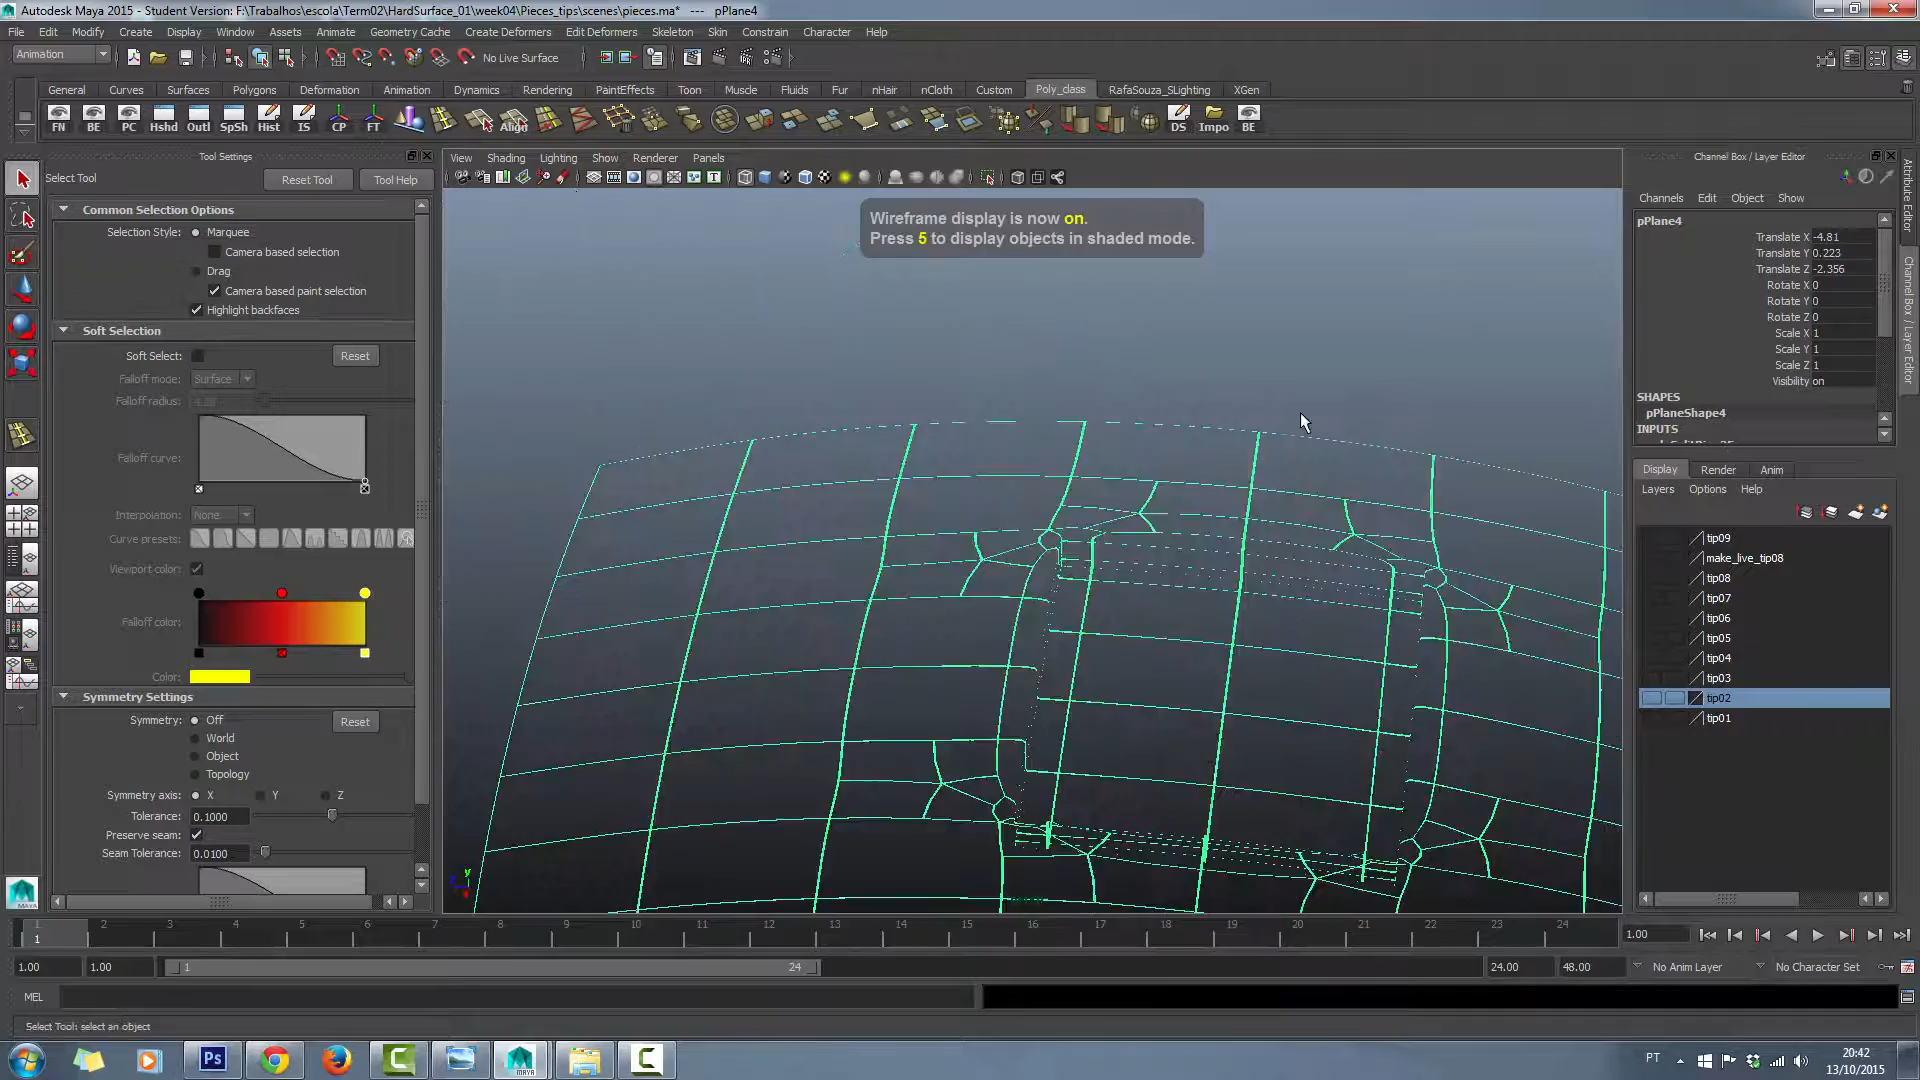 Autodesk Maya 2015 - Student Version: F:\Trabalhos\escola\Term02\HardSurface_01\week04\Pieces_tips\scenes\pieces.ma* --- pPlane4
File Edit Modify Create Display Window Assets Animate Geometry Cache Create Deformers Edit Deformers Skeleton Skin Constrain Character Help
Animation No Live Surface
General Curves Surfaces Polygons Deformation Animation Dynamics Rendering PaintEffects Toon Muscle Fluids Fur nHair nCloth Custom Poly_class RafaSouza_SLighting XGen
FN BE PC Hshd Outl SpSh Hist IS CP FT Align DS Impo BE
Tool Settings
Select Tool Reset Tool Tool Help
Common Selection Options
Selection Style: Marquee
Camera based selection
Drag
Camera based paint selection
Highlight backfaces
Soft Selection
Soft Select: Reset
Falloff mode: Surface
Falloff radius:
Falloff curve:
Interpolation: None
Curve presets:
Viewport color:
Falloff color:
Color:
Symmetry Settings
Symmetry: Off Reset
World
Object
Topology
Symmetry axis: X Y Z
Tolerance: 0.1000
Preserve seam:
Seam Tolerance: 0.0100
View Shading Lighting Show Renderer Panels
Wireframe display is now on.
Press 5 to display objects in shaded mode.
y
Channel Box / Layer Editor
Channels Edit Object Show
pPlane4
Translate X -4.81
Translate Y 0.223
Translate Z -2.356
Rotate X 0
Rotate Y 0
Rotate Z 0
Scale X 1
Scale Y 1
Scale Z 1
Visibility on
SHAPES
pPlaneShape4
INPUTS
Display Render Anim
Layers Options Help
tip09
make_live_tip08
tip08
tip07
tip06
tip05
tip04
tip03
tip02
tip01
Attribute Editor
Channel Box / Layer Editor
1 2 3 4 5 6 7 8 9 10 11 12 13 14 15 16 17 18 19 20 21 22 23 24
1 1.00
1.00 1.00 1 24 24.00 48.00 No Anim Layer No Character Set
MEL
Select Tool: select an object
MAYA
Ps MAYA PT 20:42
13/10/2015